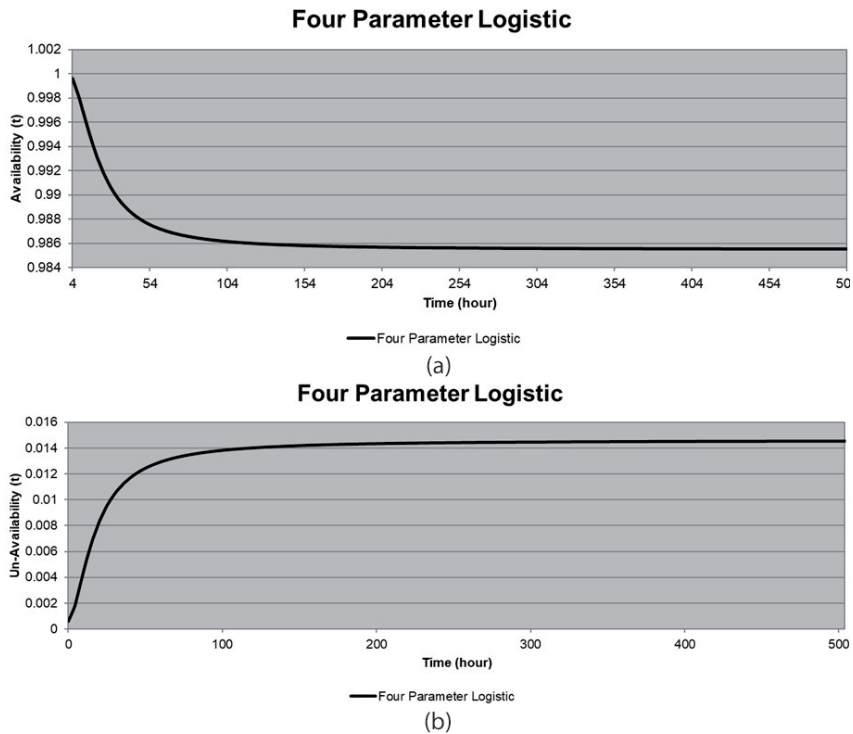 Four Parameter Logistic
Availability (t)
1.002
1
0.998
0.996
0.994
0.992
0.99
0.988
0.986
0.984
4 54 104 154 204 254 304 354 404 454 50
Time (hour)
Four Parameter Logistic
(a)
Four Parameter Logistic
Un-Availability (t)
0.016
0.014
0.012
0.01
0.008
0.006
0.004
0.002
0
0 100 200 300 400 500
Time (hour)
Four Parameter Logistic
(b)